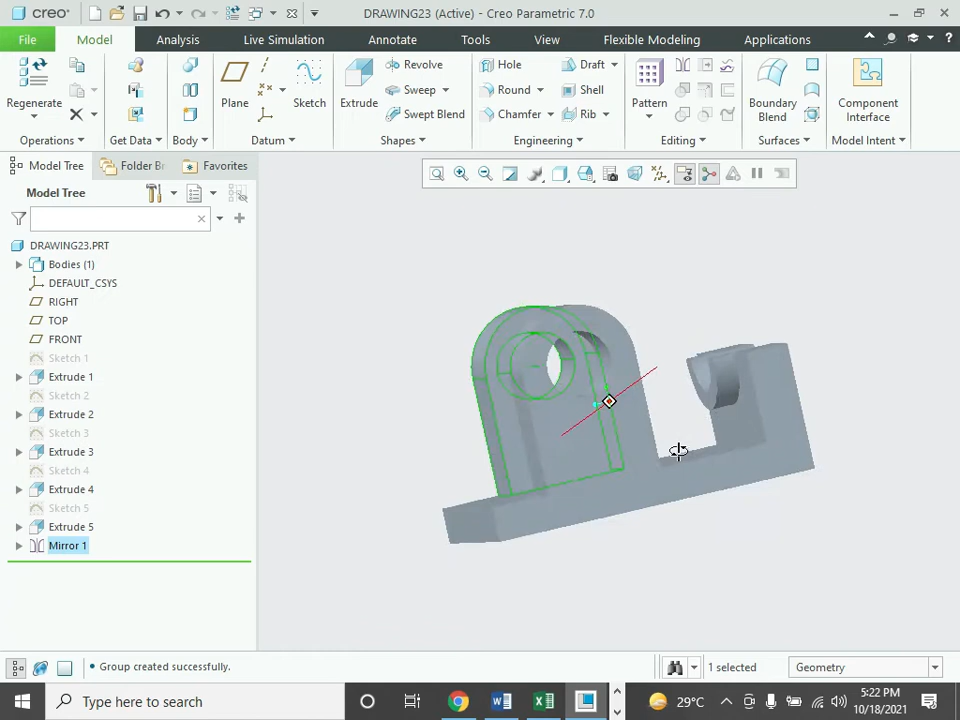 creo DRAWING23 (Active) - Creo Parametric 7.0
File Model Analysis Live Simulation Annotate Tools View Flexible Modeling Applications
Regenerate Plane Sketch Extrude Revolve Hole Draft Pattern Boundary Blend Component Interface
Sweep Round Shell
Swept Blend Chamfer Rib
Operations Get Data Body Datum Shapes Engineering Editing Surfaces Model Intent
Model Tree Folder Br Favorites
Model Tree
DRAWING23.PRT
Bodies (1)
DEFAULT_CSYS
RIGHT
TOP
FRONT
Sketch 1
Extrude 1
Sketch 2
Extrude 2
Sketch 3
Extrude 3
Sketch 4
Extrude 4
Sketch 5
Extrude 5
Mirror 1
• Group created successfully. 1 selected Geometry
Type here to search 29°C 5:22 PM
10/18/2021